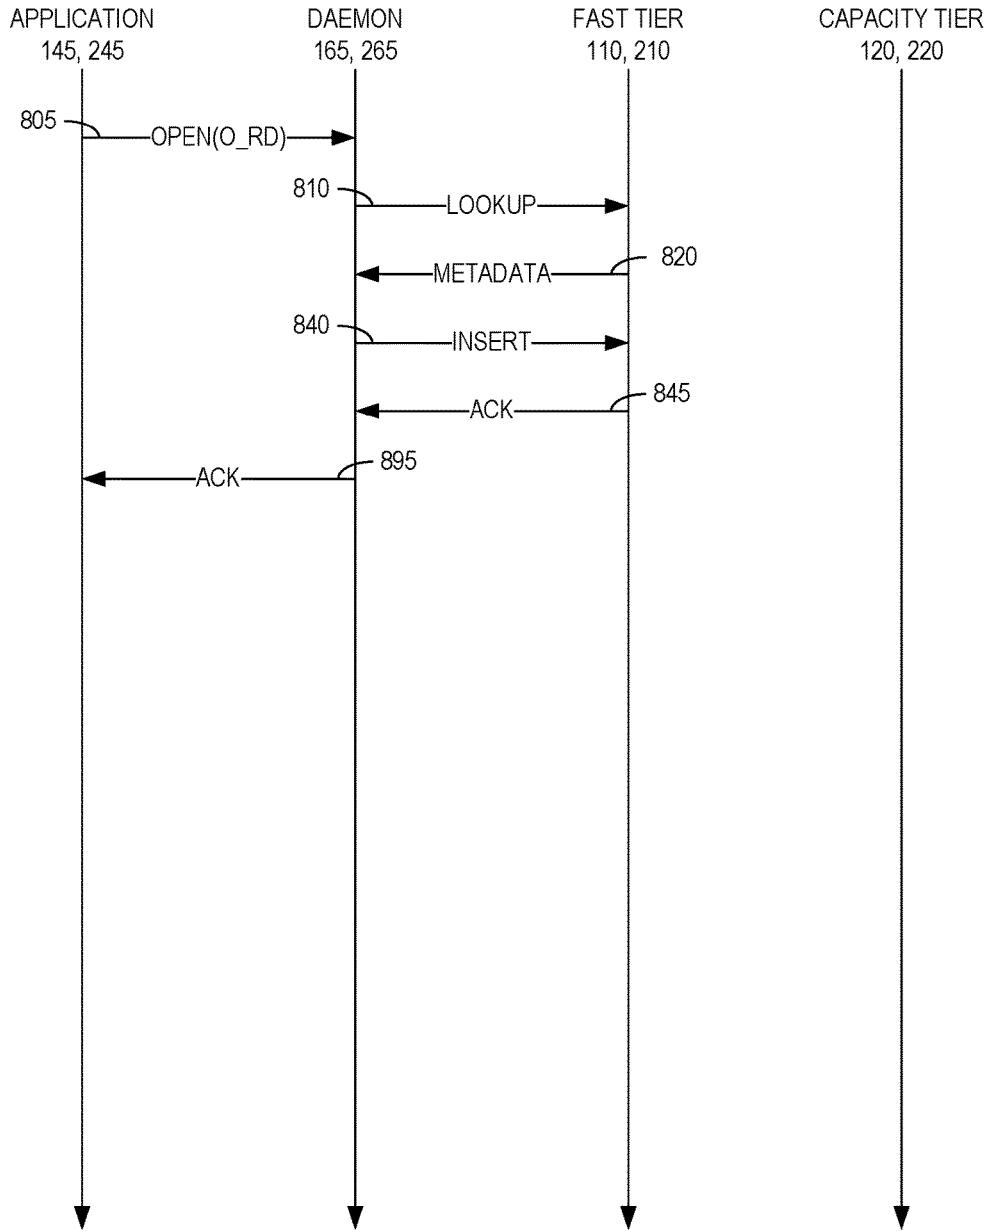 APPLICATION
145, 245
DAEMON
165, 265
FAST TIER
110, 210
CAPACITY TIER
120, 220
805
OPEN(O_RD)
810
LOOKUP
820
METADATA
840
INSERT
845
ACK
895
ACK